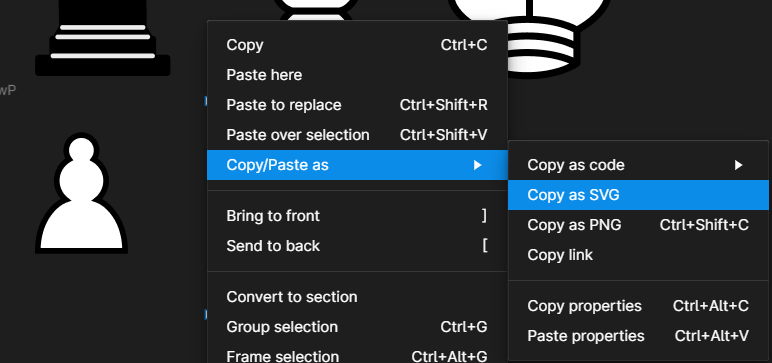 wP
Copy Ctrl+C
Paste here
Paste to replace Ctrl+Shift+R
Paste over selection Ctrl+Shift+V
Copy/Paste as
Bring to front ]
Send to back [
Convert to section
Group selection Ctrl+G
Frame selection Ctrl+Alt+G
Copy as code
Copy as SVG
Copy as PNG Ctrl+Shift+C
Copy link
Copy properties Ctrl+Alt+C
Paste properties Ctrl+Alt+V